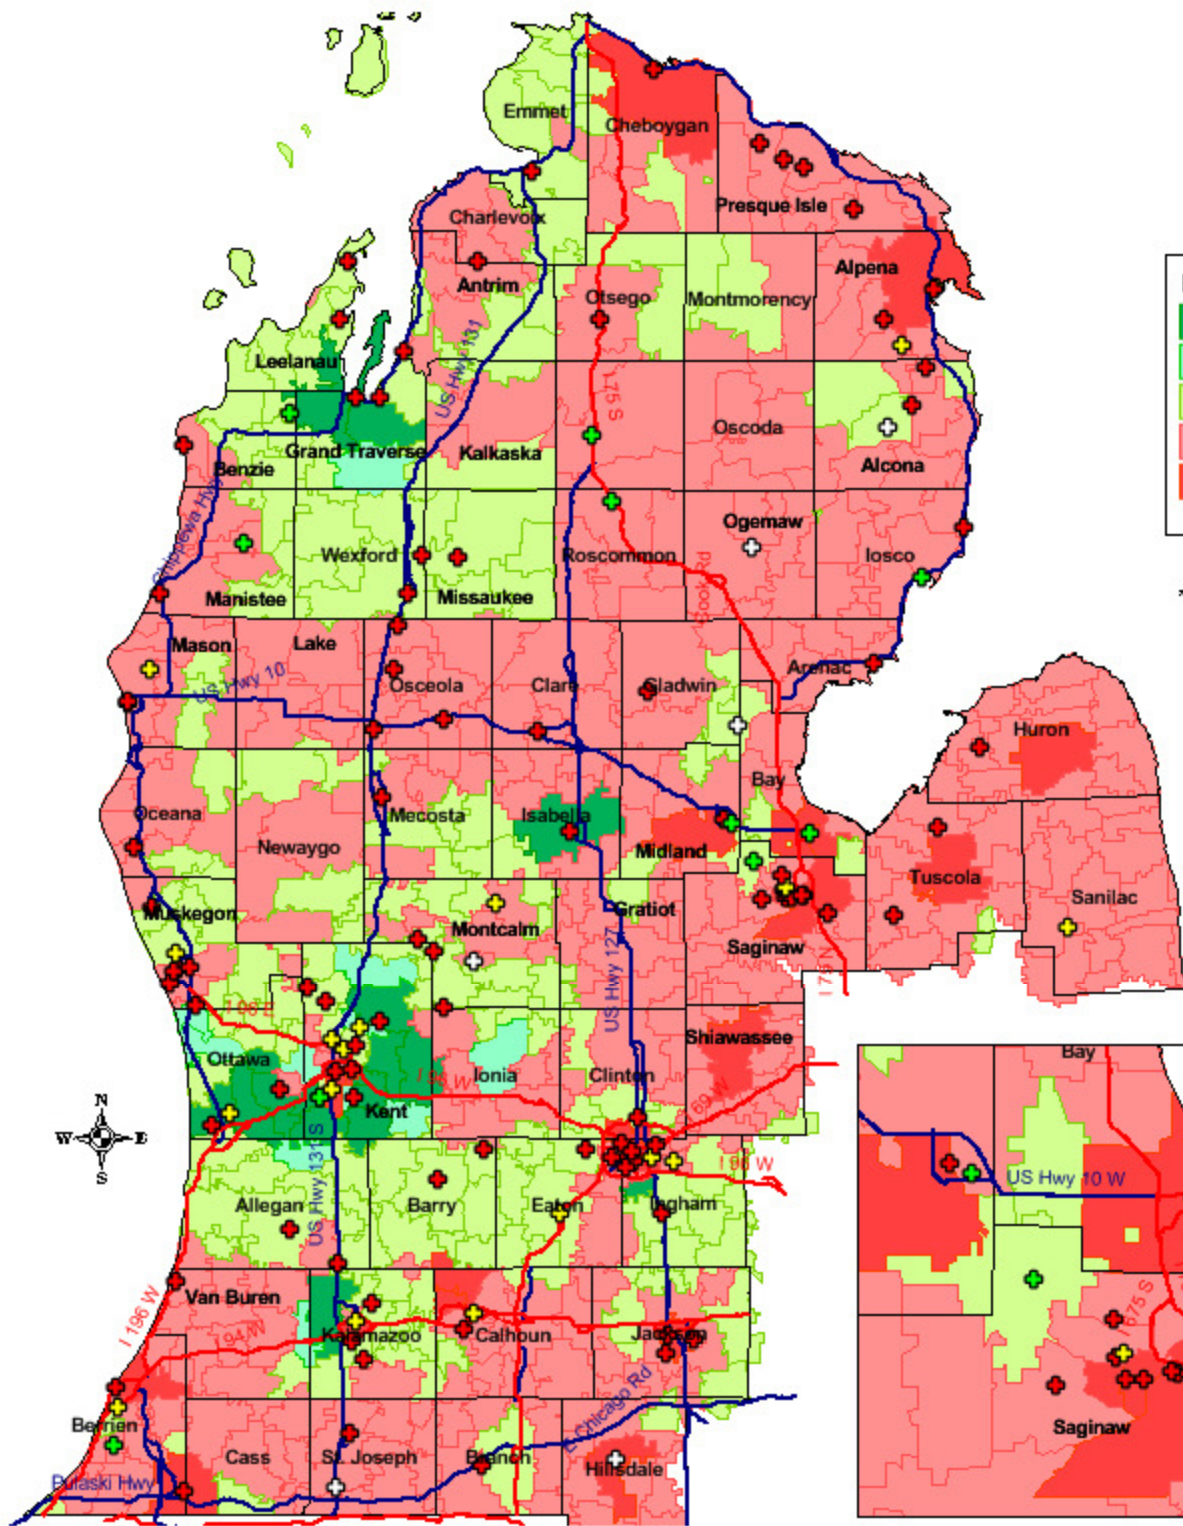 Emmet
Cheboygan
Presque Isle
Charlevoix
Antrim
Otsego
Montmorency
Alpena
US Hwy 131
Leelanau
I 75 S
Grand Traverse
Kalkaska
Oscoda
Alcona
Benzie
Chippewa Hwy
Manistee
Wexford
Missaukee
Roscommon
Ogemaw
Cook Rd
Iosco
Mason
Lake
US Hwy 10
Osceola
Clare
Gladwin
Arenac
Huron
Oceana
Newaygo
Mecosta
Isabella
Midland
Bay
Tuscola
Sanilac
Muskegon
Montcalm
Gratiot
Saginaw
US Hwy 127
I 75 N
I 96 E
Ottawa
Kent
Ionia
I 96 W
Clinton
Shiawassee
I 69 W
N
W E
S
I 96 W
US Hwy 131 S
Allegan
Barry
Eaton
Ingham
I 196 W
Van Buren
I 94 W
Kalamazoo
Calhoun
Jackson
Berrien
Cass
St. Joseph
Branch
E Chicago Rd
Hillsdale
Pulaski Hwy
Bay
US Hwy 10 W
I 675 S
Saginaw